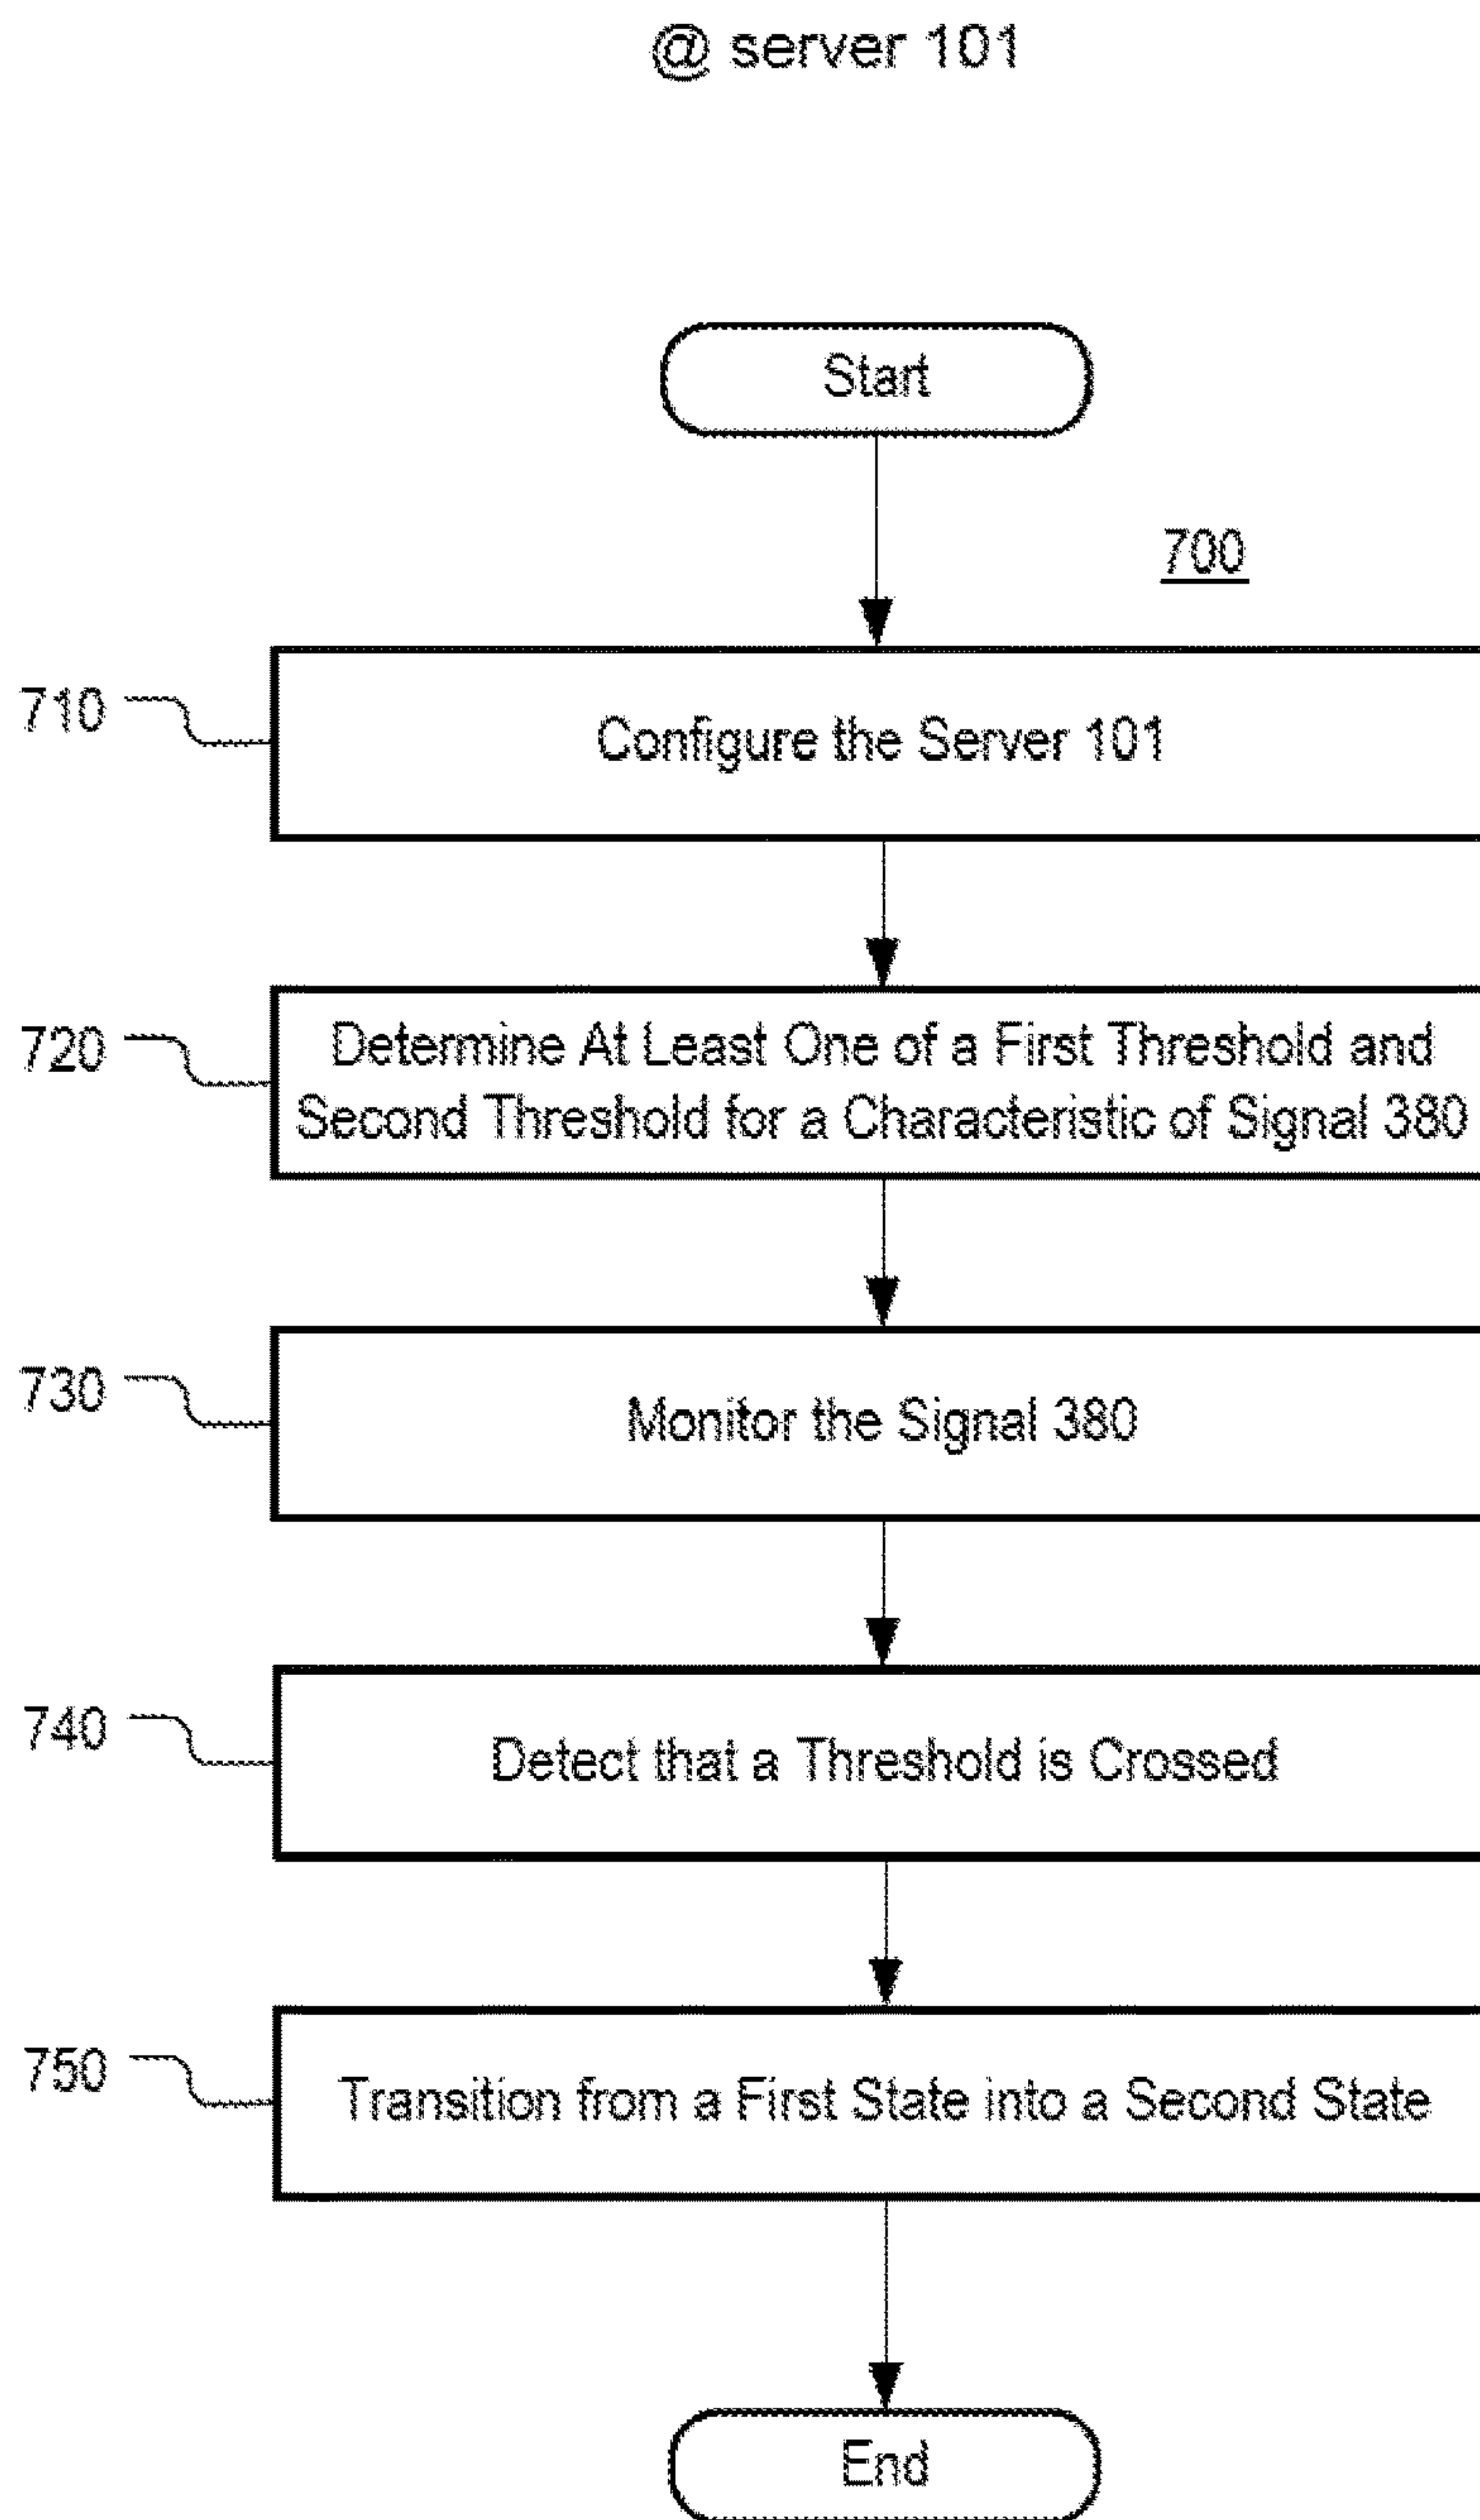 @ server 101
Start
700
710
Configure the Server 101
720
Determine At Least One of a First Threshold and
Second Threshold for a Characteristic of Signal 380
730
Monitor the Signal 380
740
Detect that a Threshold is Crossed
750
Transition from a First State into a Second State
End